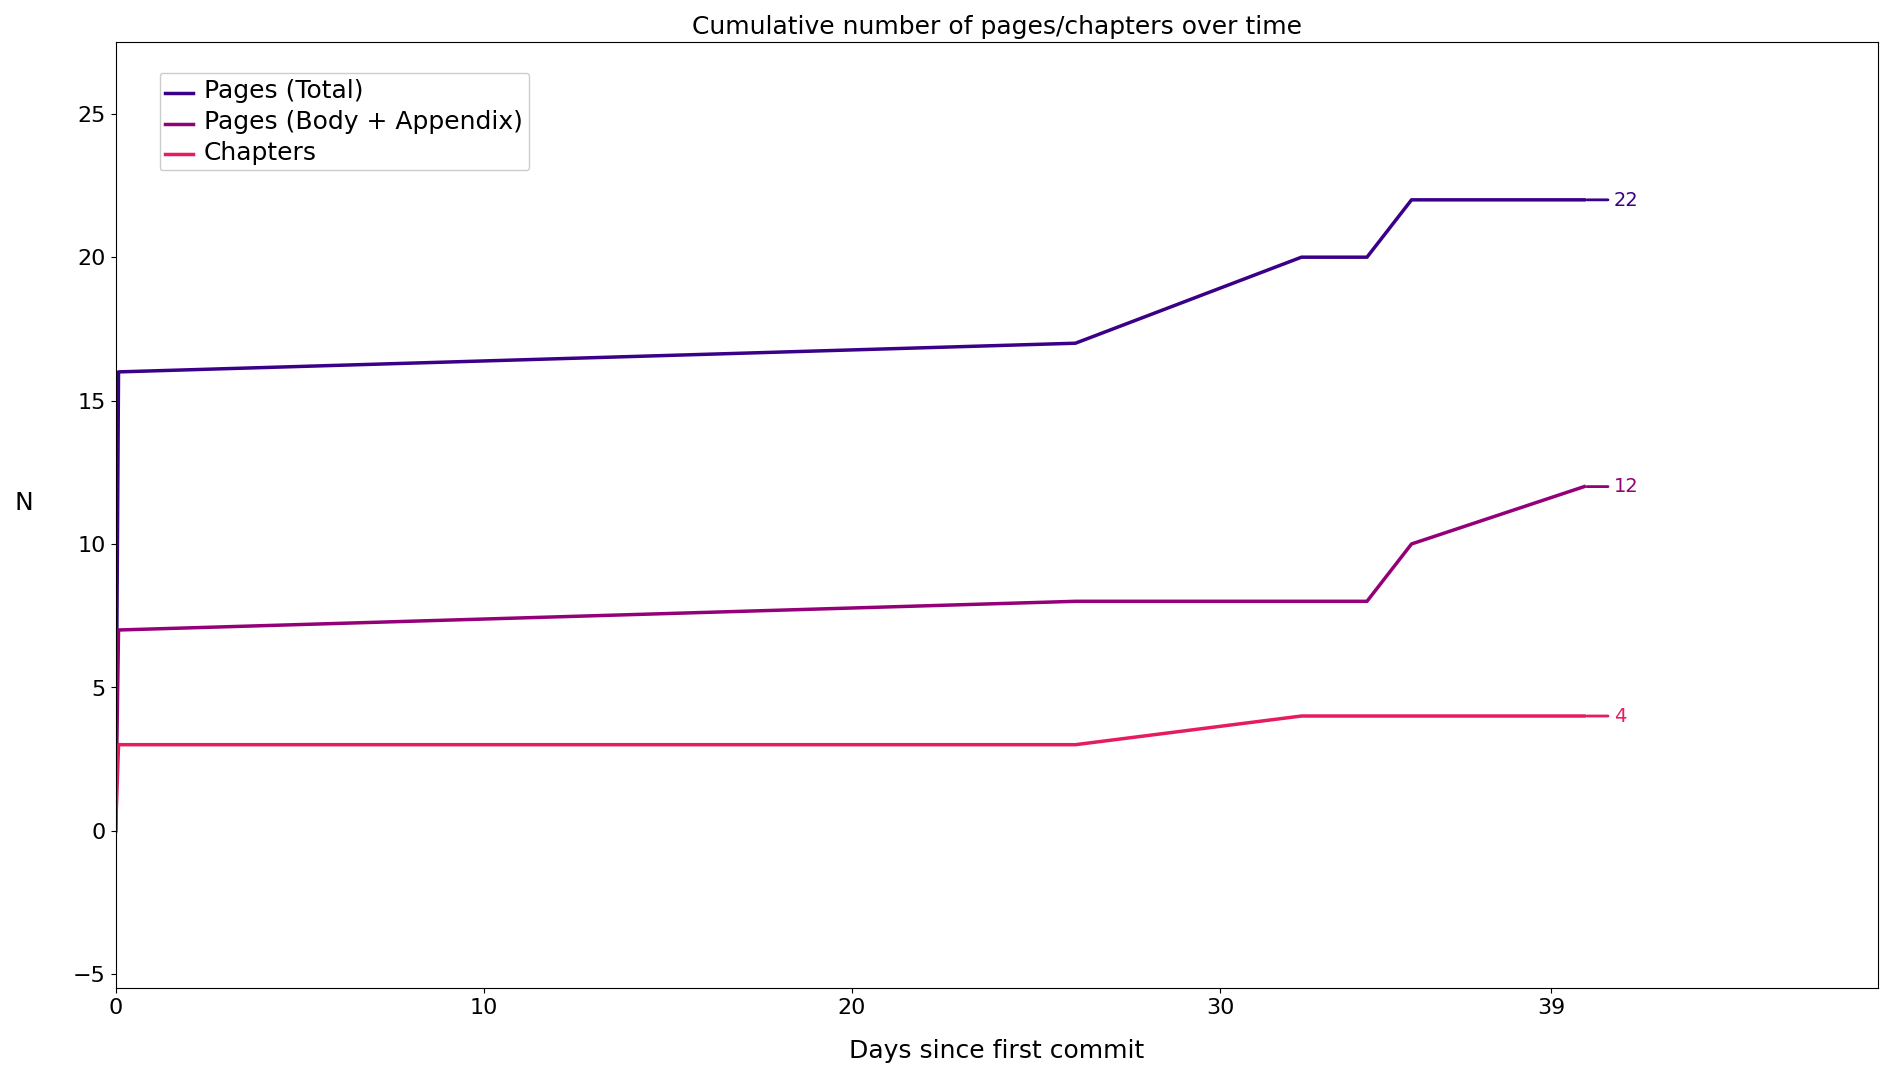 Cumulative number of pages/chapters over time
Pages (Total)
Pages (Body + Appendix)
Chapters
25
20
15
10
5
0
−5
N
22
12
4
0
10
20
30
39
Days since first commit